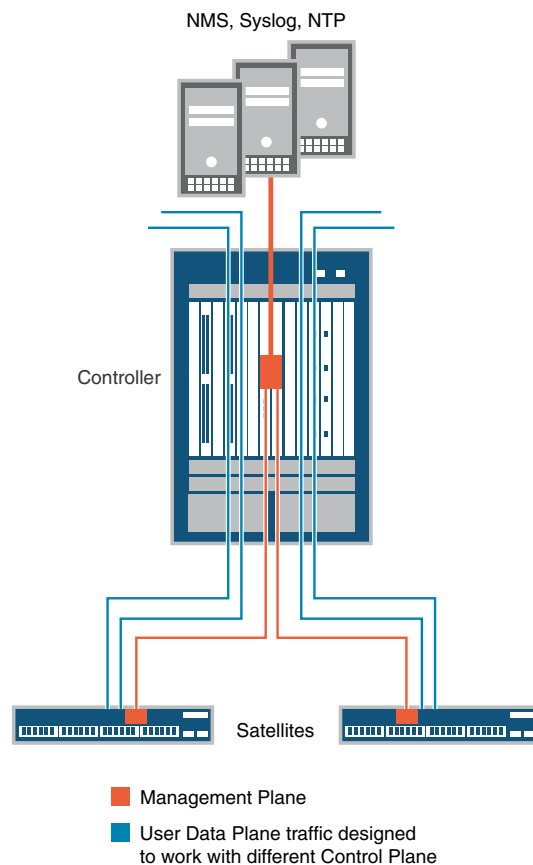 NMS, Syslog, NTP
Controller
Satellites
Management Plane
User Data Plane traffic designed
to work with different Control Plane